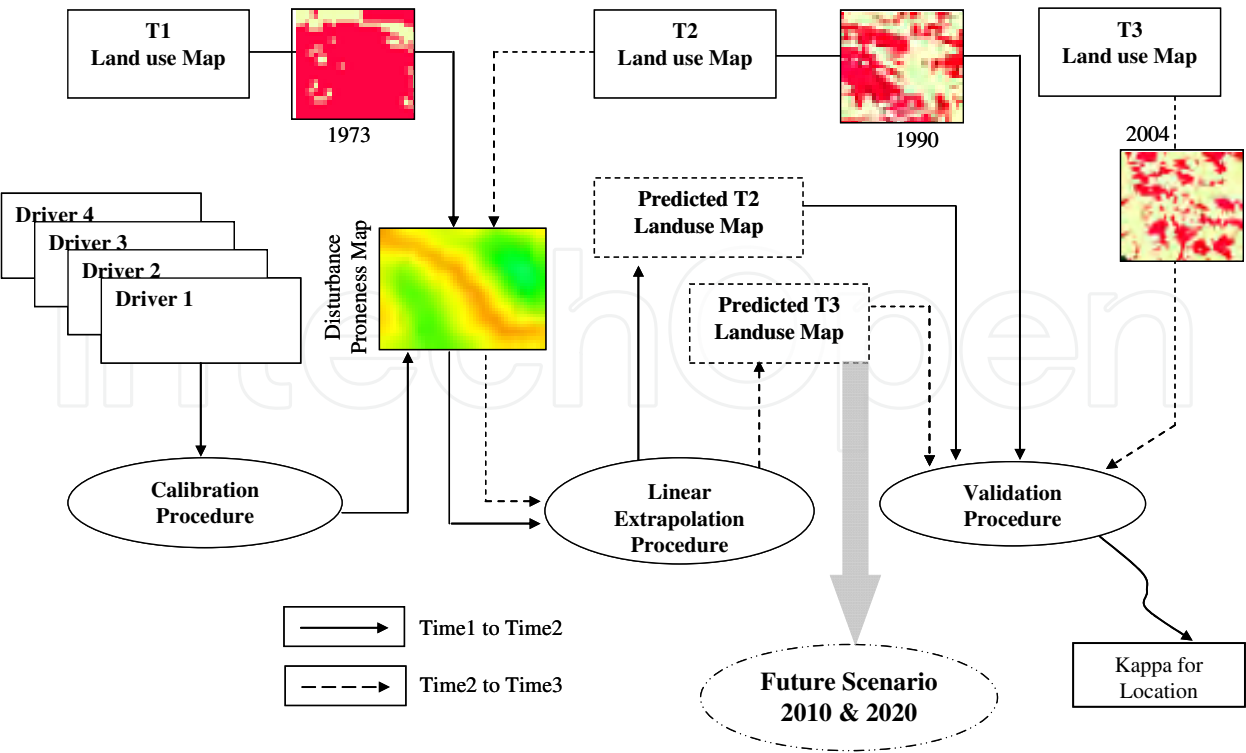 T1
Land use Map
1973
T2
Land use Map
1990
T3
Land use Map
2004
Driver 4
Driver 3
Driver 2
Driver 1
Disturbance
Proneness Map
Predicted T2
Landuse Map
Predicted T3
Landuse Map
Calibration
Procedure
Linear
Extrapolation
Procedure
Validation
Procedure
Time1 to Time2
Time2 to Time3
Future Scenario
2010 & 2020
Kappa for
Location
IntechOpen